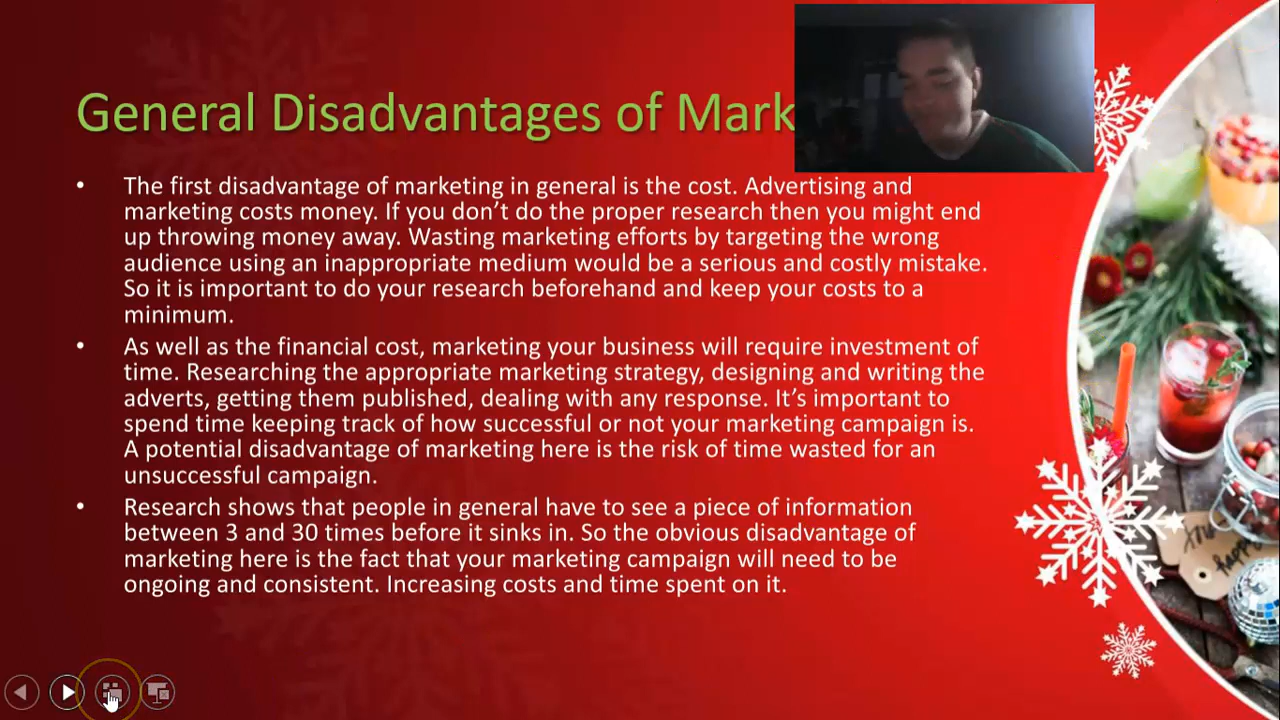 General Disadvantages of Mark
The first disadvantage of marketing in general is the cost. Advertising and
marketing costs money. If you don’t do the proper research then you might end
up throwing money away. Wasting marketing efforts by targeting the wrong
audience using an inappropriate medium would be a serious and costly mistake.
So it is important to do your research beforehand and keep your costs to a
minimum.
As well as the financial cost, marketing your business will require investment of
time. Researching the appropriate marketing strategy, designing and writing the
adverts, getting them published, dealing with any response. It’s important to
spend time keeping track of how successful or not your marketing campaign is.
A potential disadvantage of marketing here is the risk of time wasted for an
unsuccessful campaign.
Research shows that people in general have to see a piece of information
between 3 and 30 times before it sinks in. So the obvious disadvantage of
marketing here is the fact that your marketing campaign will need to be
ongoing and consistent. Increasing costs and time spent on it.